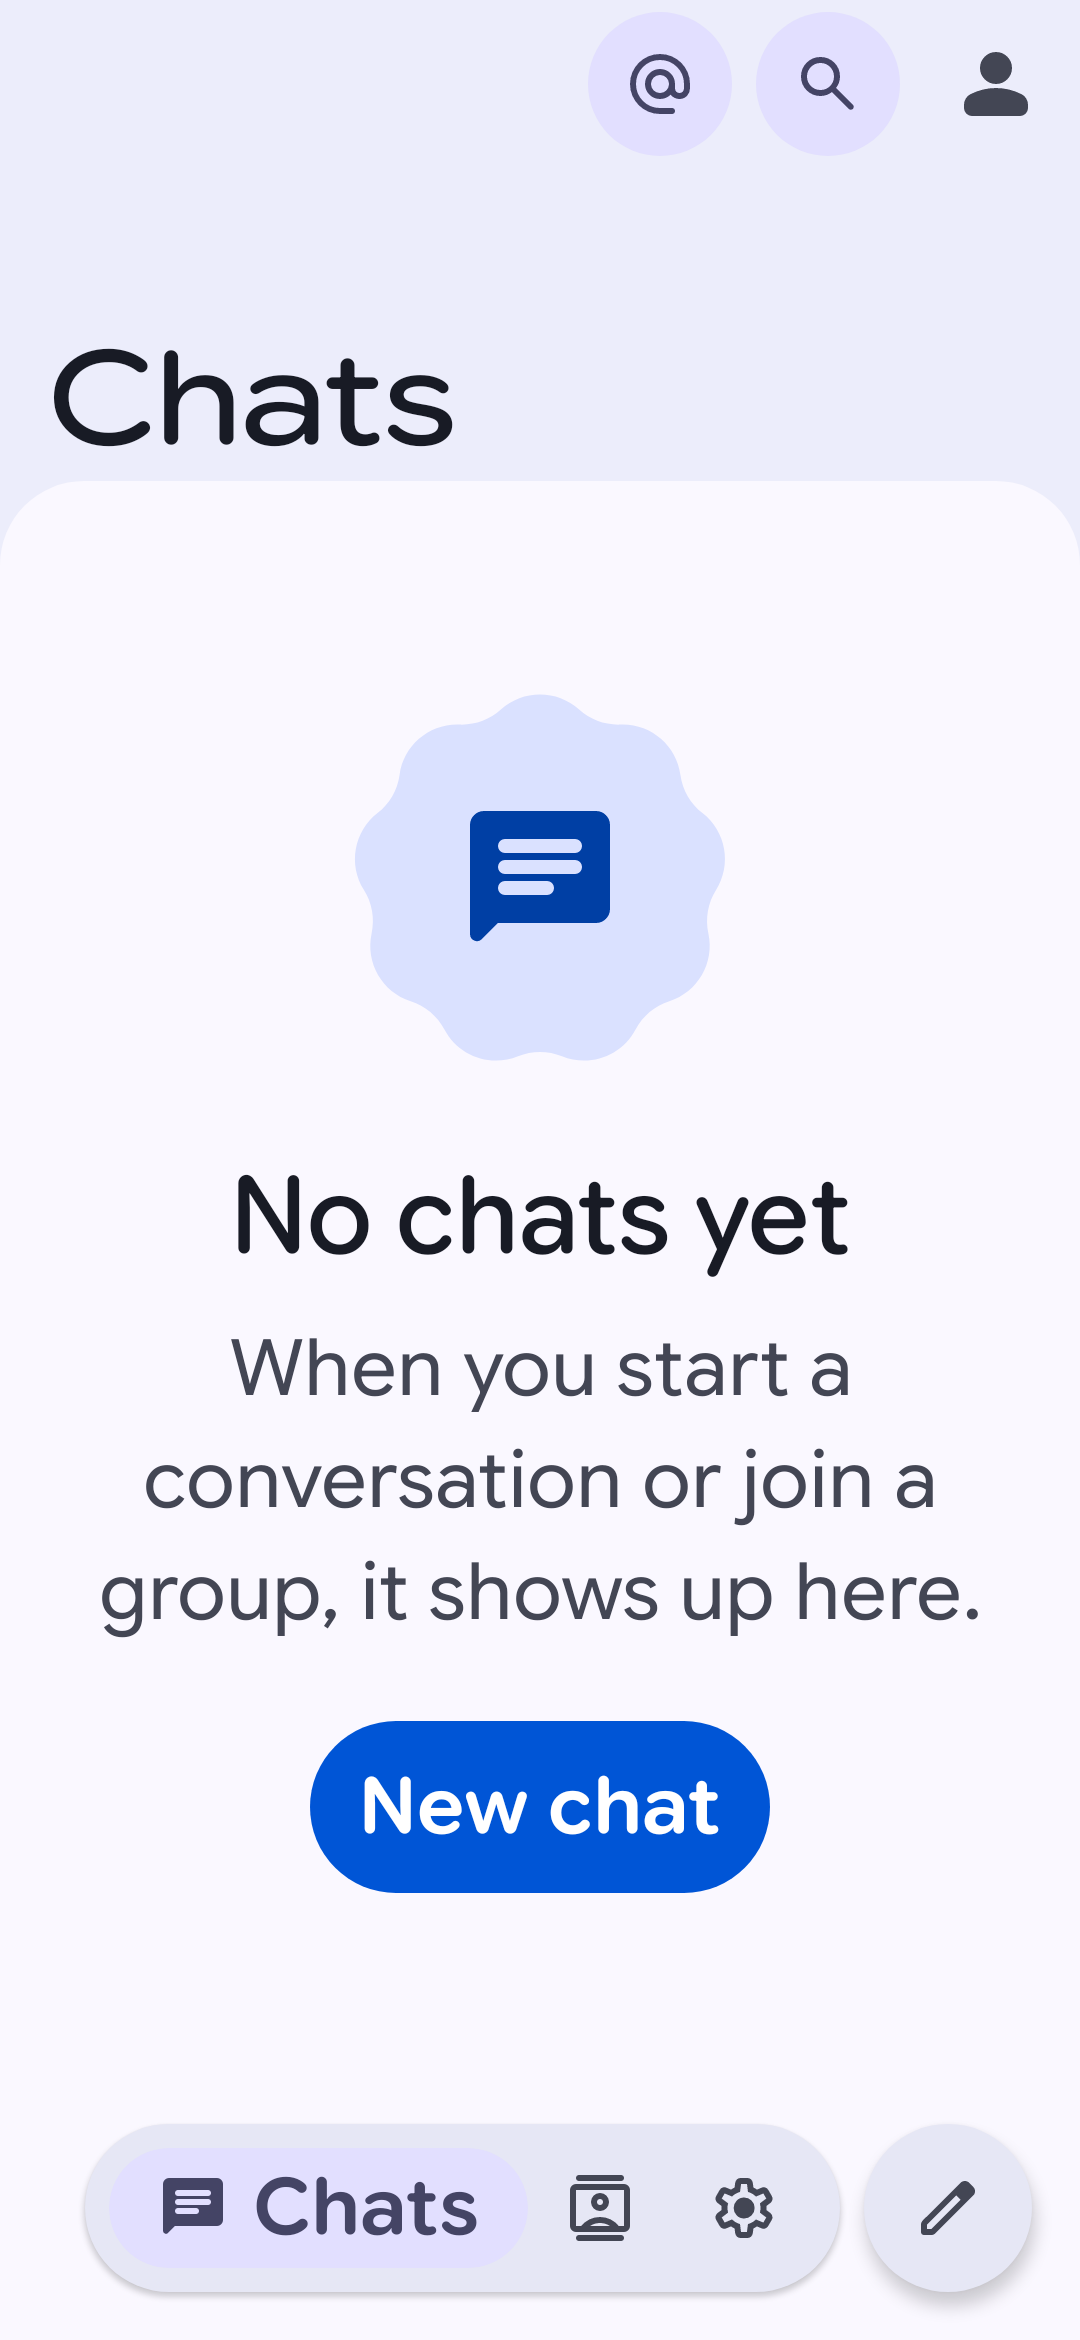 Chats
No chats yet
When you start a
conversation or join a
group, it shows up here.
New chat
Chats